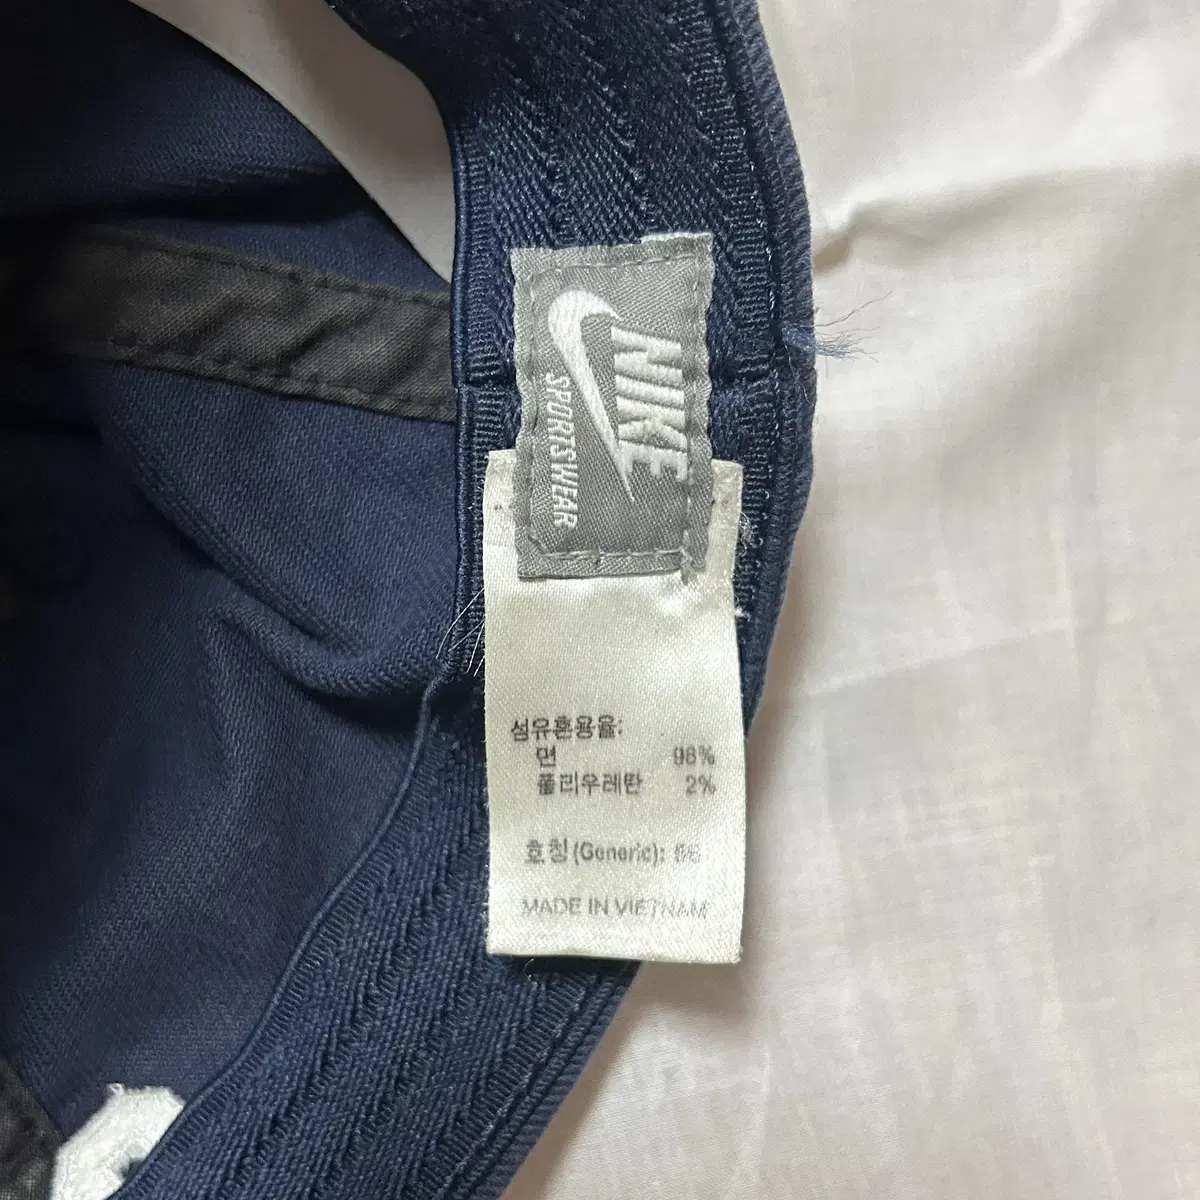 NIKE
SPORTSWEAR
섬유혼용율:
면 98%
폴리우레탄 2%
호칭(Generic):
MADE IN VIETNAM